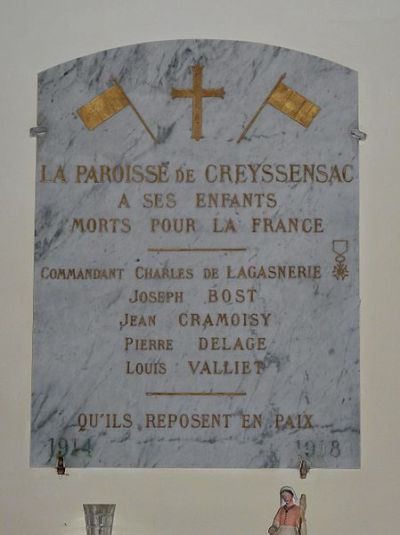 LA PAROISSE DE CREYSSENSAC
A SES ENFANTS
MORTS POUR LA FRANCE
COMMANDANT CHARLES DE LAGASNERIE
JOSEPH BOST
JEAN CRAMOISY
PIERRE DELAGE
LOUIS VALLIET
QU'ILS REPOSENT EN PAIX
1914 1918